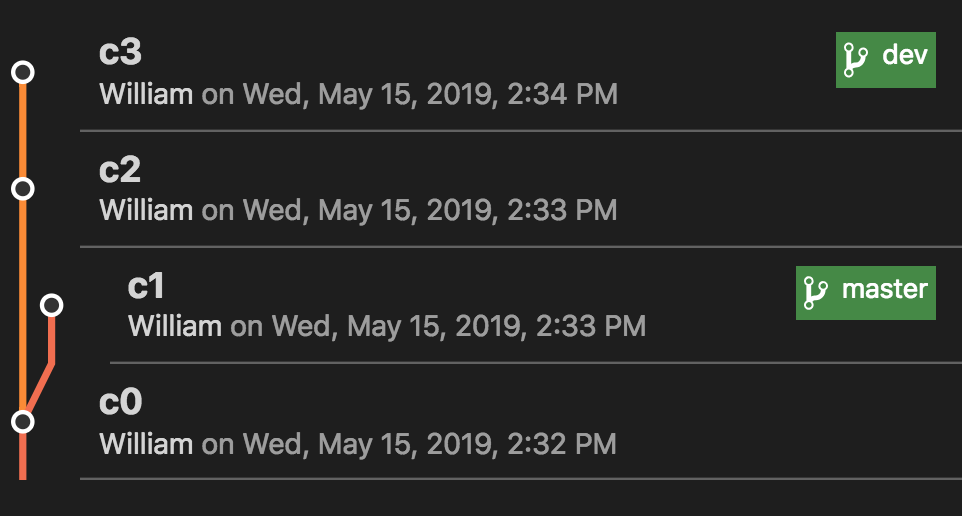 c3
dev
William on Wed, May 15, 2019, 2:34 PM
c2
William on Wed, May 15, 2019, 2:33 PM
c1
master
William on Wed, May 15, 2019, 2:33 PM
c0
William on Wed, May 15, 2019, 2:32 PM